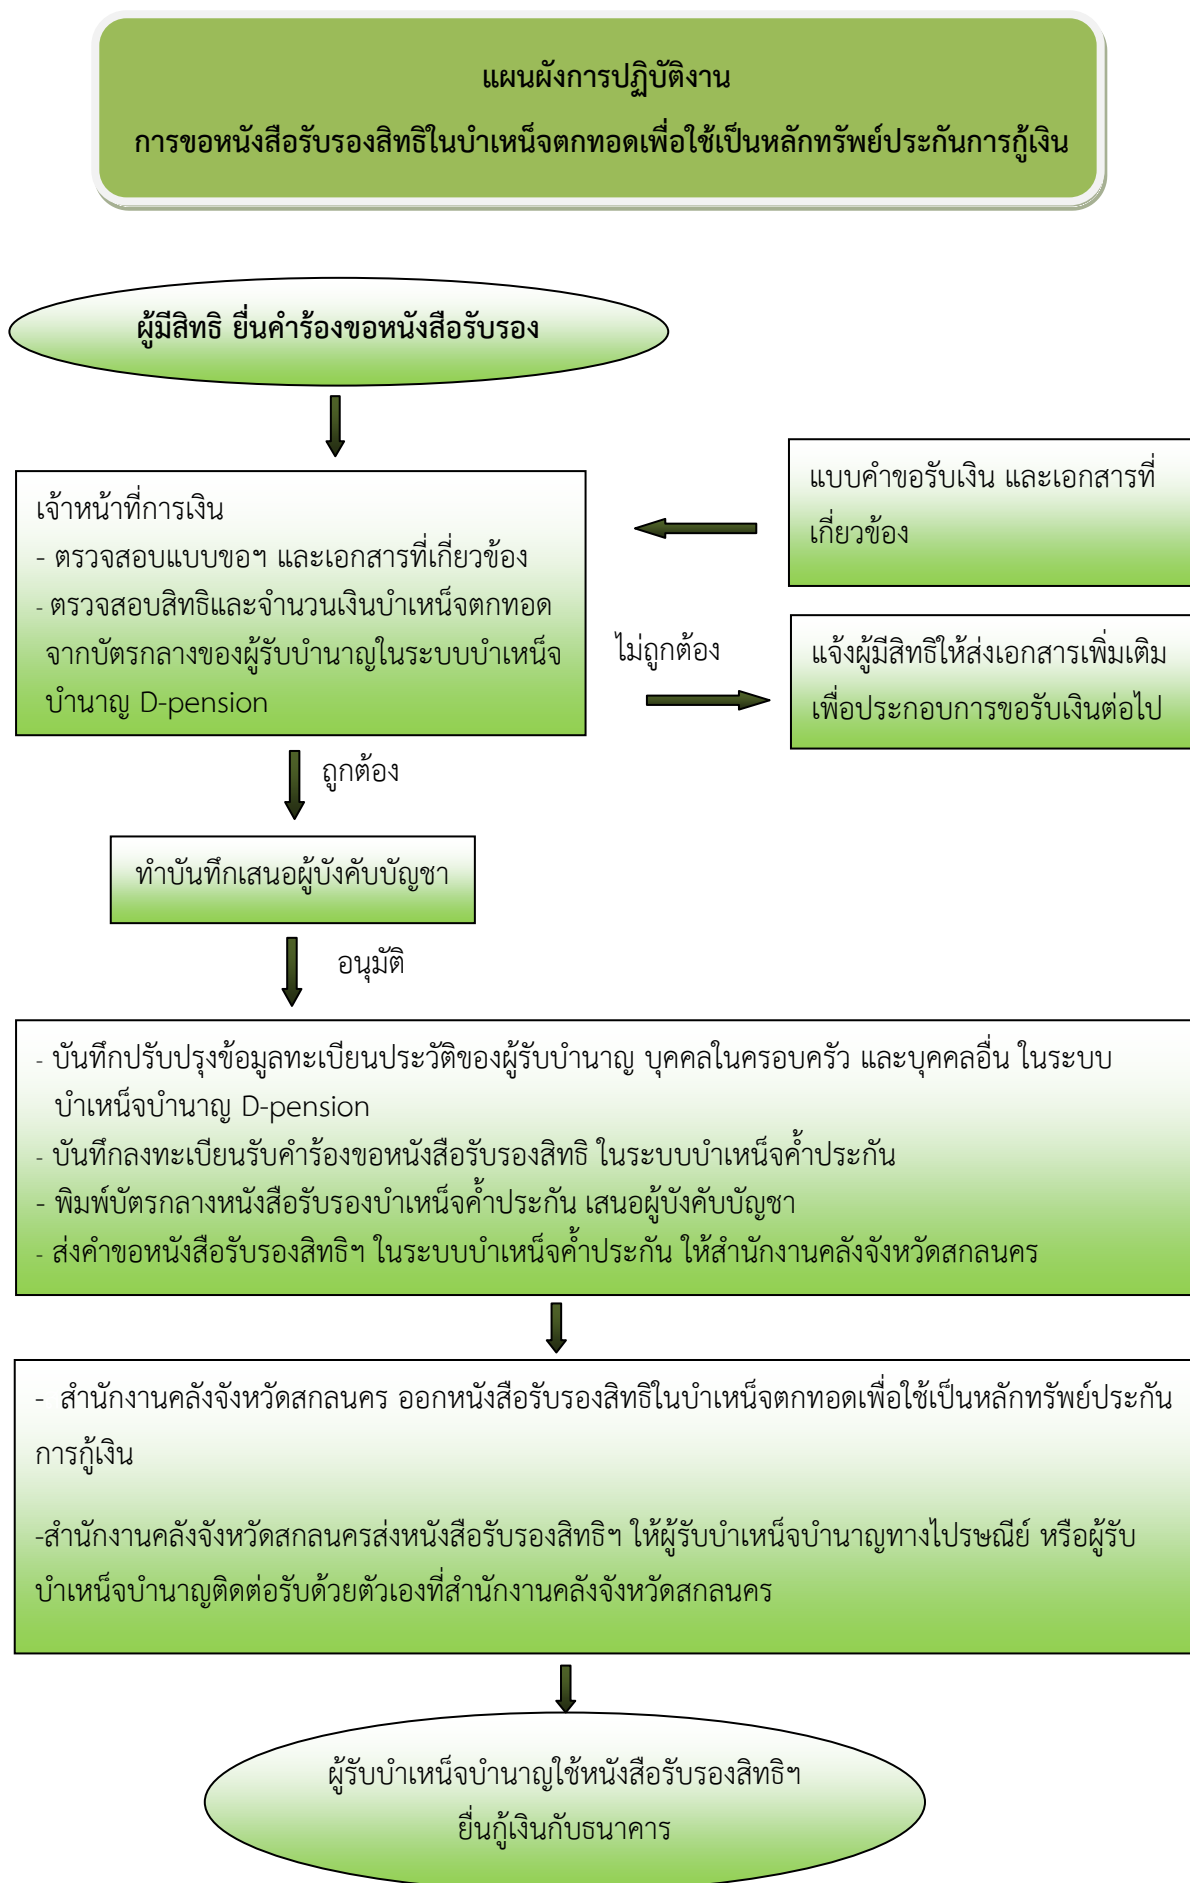 แผนผังการปฏิบัติงาน
การขอหนังสือรับรองสิทธิในบำเหน็จตกทอดเพื่อใช้เป็นหลักทรัพย์ประกันการกู้เงิน
ผู้มีสิทธิ ยื่นคำร้องขอหนังสือรับรอง
แบบคำขอรับเงิน และเอกสารที่
เกี่ยวข้อง
เจ้าหน้าที่การเงิน
- ตรวจสอบแบบขอฯ และเอกสารที่เกี่ยวข้อง
- ตรวจสอบสิทธิและจำนวนเงินบำเหน็จตกทอด
จากบัตรกลางของผู้รับบำนาญในระบบบำเหน็จ
บำนาญ D-pension
ไม่ถูกต้อง
แจ้งผู้มีสิทธิให้ส่งเอกสารเพิ่มเติม
เพื่อประกอบการขอรับเงินต่อไป
ถูกต้อง
ทำบันทึกเสนอผู้บังคับบัญชา
อนุมัติ
- บันทึกปรับปรุงข้อมูลทะเบียนประวัติของผู้รับบำนาญ บุคคลในครอบครัว และบุคคลอื่น ในระบบ
บำเหน็จบำนาญ D-pension
- บันทึกลงทะเบียนรับคำร้องขอหนังสือรับรองสิทธิ ในระบบบำเหน็จค้ำประกัน
- พิมพ์บัตรกลางหนังสือรับรองบำเหน็จค้ำประกัน เสนอผู้บังคับบัญชา
- ส่งคำขอหนังสือรับรองสิทธิฯ ในระบบบำเหน็จค้ำประกัน ให้สำนักงานคลังจังหวัดสกลนคร
- สำนักงานคลังจังหวัดสกลนคร ออกหนังสือรับรองสิทธิในบำเหน็จตกทอดเพื่อใช้เป็นหลักทรัพย์ประกัน
การกู้เงิน
-สำนักงานคลังจังหวัดสกลนครส่งหนังสือรับรองสิทธิฯ ให้ผู้รับบำเหน็จบำนาญทางไปรษณีย์ หรือผู้รับ
บำเหน็จบำนาญติดต่อรับด้วยตัวเองที่สำนักงานคลังจังหวัดสกลนคร
ผู้รับบำเหน็จบำนาญใช้หนังสือรับรองสิทธิฯ
ยื่นกู้เงินกับธนาคาร